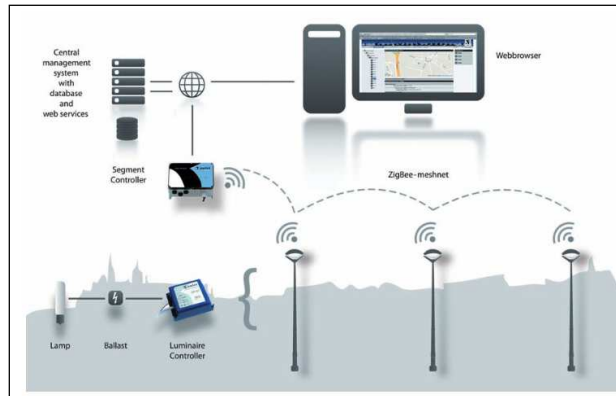 Central
management
system
with
database
and
web services
Webbrowser
Segment
Controller
ZigBee-meshnet
Lamp
Ballast
Luminaire
Controller